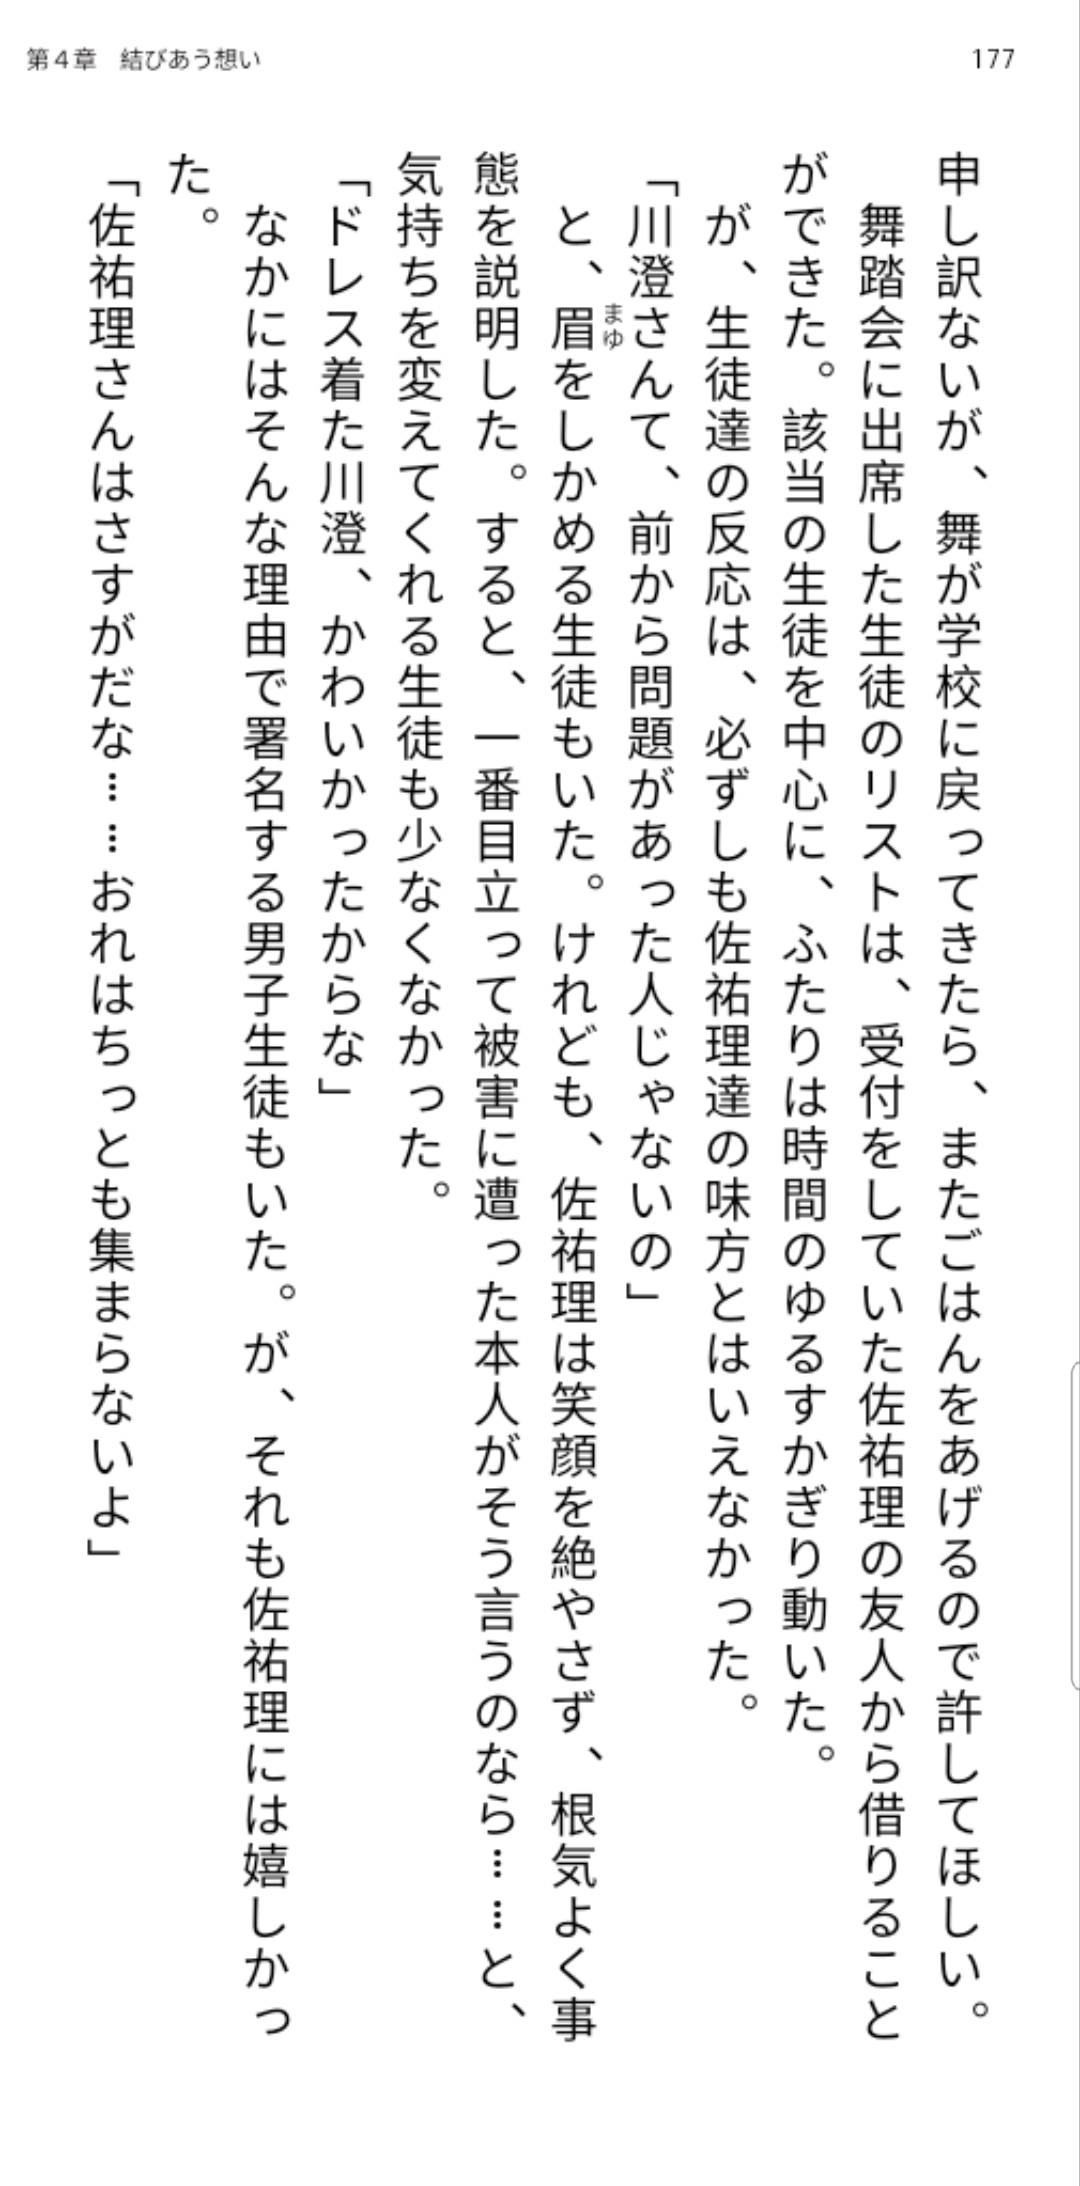 第4章　結びあう想い
177
申し訳ないが、舞が学校に戻ってきたら、またごはんをあげるので許してほしい。
　舞踏会に出席した生徒のリストは、受付をしていた佐祐理の友人から借りること
ができた。該当の生徒を中心に、ふたりは時間のゆるすかぎり動いた。
　が、生徒達の反応は、必ずしも佐祐理達の味方とはいえなかった。
「川澄さんて、前から問題があった人じゃないの」
まゆ
　と、眉をしかめる生徒もいた。けれども、佐祐理は笑顔を絶やさず、根気よく事
態を説明した。すると、一番目立って被害に遭った本人がそう言うのなら……と、
気持ちを変えてくれる生徒も少なくなかった。
「ドレス着た川澄、かわいかったからな」
　なかにはそんな理由で署名する男子生徒もいた。が、それも佐祐理には嬉しかっ
た。
「佐祐理さんはさすがだな……おれはちっとも集まらないよ」